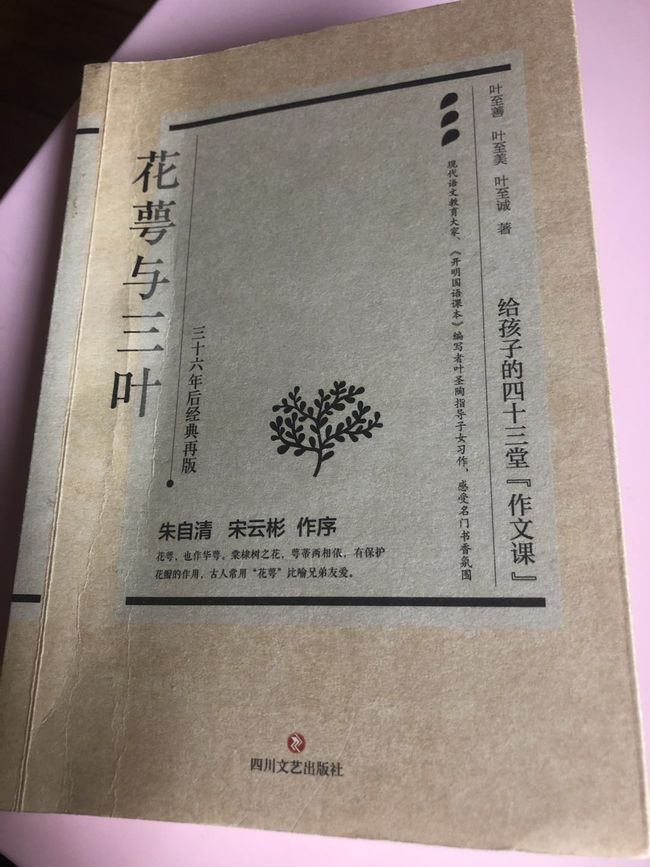 叶至善 叶至美 叶至诚 著
给孩子的四十三堂『作文课』
现代语文教育大家、《开明国语课本》编写者叶圣陶指导子女习作，感受名门书香氛围
三十六年后经典再版
花萼与三叶
朱自清 宋云彬 作序
花萼，也作华萼，棠棣树之花，萼蒂两相依，有保护
花瓣的作用，古人常用“花萼”比喻兄弟友爱。
四川文艺出版社